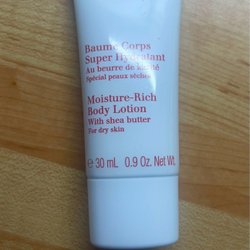 Baume Corps
Super Hydratant
Au beurre de karité
Spécial peaux sèches
Moisture-Rich
Body Lotion
With shea butter
For dry skin
e 30 mL 0.9 Oz. Net Wt.